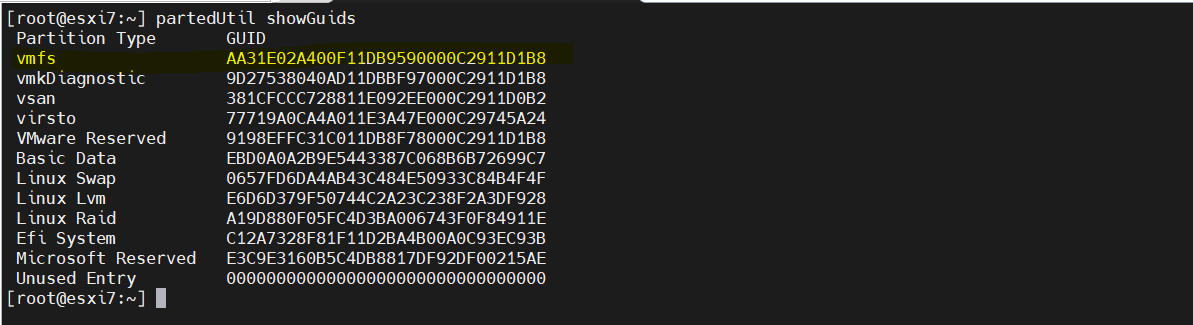 [root@esxi7:~] partedUtil showGuids
Partition Type GUID
vmfs AA31E02A400F11DB9590000C2911D1B8
vmkDiagnostic 9D27538040AD11DBBF97000C2911D1B8
vsan 381CFCCC728811E092EE000C2911D0B2
virsto 77719A0CA4A011E3A47E000C29745A24
VMware Reserved 9198EFFC31C011DB8F78000C2911D1B8
Basic Data EBD0A0A2B9E5443387C068B6B72699C7
Linux Swap 0657FD6DA4AB43C484E50933C84B4F4F
Linux Lvm E6D6D379F50744C2A23C238F2A3DF928
Linux Raid A19D880F05FC4D3BA006743F0F84911E
Efi System C12A7328F81F11D2BA4B00A0C93EC93B
Microsoft Reserved E3C9E3160B5C4DB8817DF92DF00215AE
Unused Entry 00000000000000000000000000000000
[root@esxi7:~]